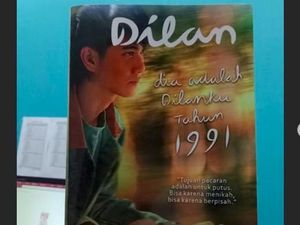 Dilan
dia adalah
Dilanku
Tahun
1991
"Tujuan pacaran
adalah untuk putus.
Bisa karena menikah,
bisa karena berpisah."